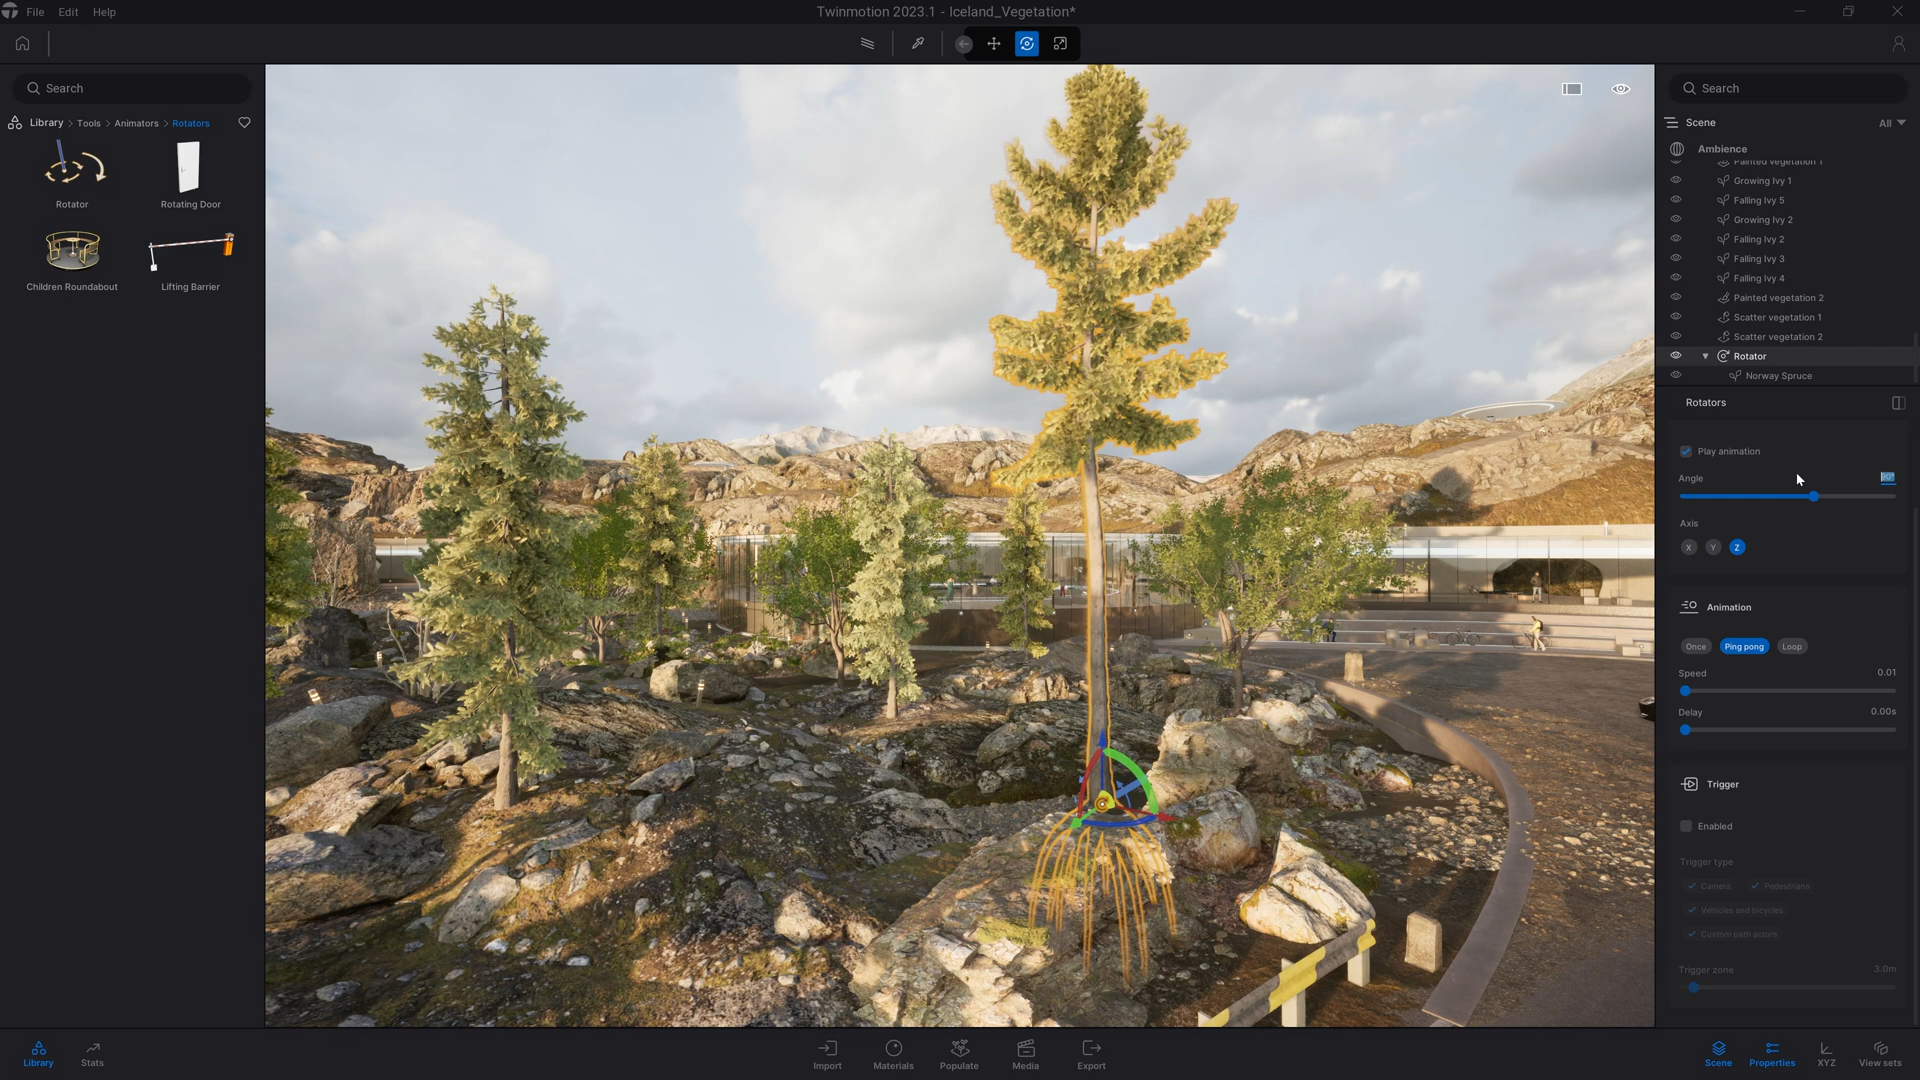 File Edit Help
Twinmotion 2023.1 - Iceland_Vegetation*
Search
Library > Tools > Animators > Rotators
Rotator
Rotating Door
Children Roundabout
Lifting Barrier
Search
Scene
All
Ambience
Painted vegetation 1
Growing Ivy 1
Falling Ivy 5
Growing Ivy 2
Falling Ivy 2
Falling Ivy 3
Falling Ivy 4
Painted vegetation 2
Scatter vegetation 1
Scatter vegetation 2
Rotator
Norway Spruce
Rotators
Play animation
Angle
Axis
X Y Z
Animation
Once Ping pong Loop
Speed 0.01
Delay 0.00s
Trigger
Enabled
Trigger type
Camera Pedestrians
Vehicles and bicycles
Custom path actors
Trigger zone 3.0m
Library Stats
Import Materials Populate Media Export
Scene Properties XYZ View sets